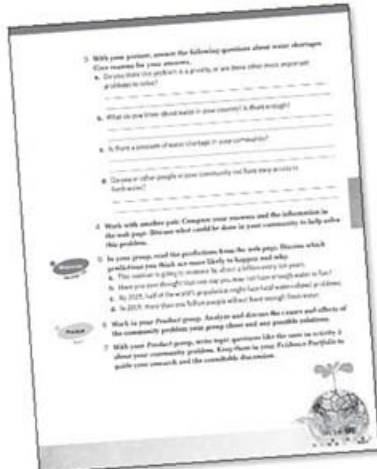 3 With your partner, answer the following questions about water shortages.
Give reasons for your answers.
a. Do you think this problem is a priority, or are there other more important
problems to solve?
b. What do you know about water in your country? Is there enough?
c. Is there a problem of water shortage in your community?
d. Do you or other people in your community not have easy access to
fresh water?
4 Work with another pair. Compare your answers and the information in
the web page. Discuss what could be done in your community to help solve
this problem.
5 In your group, read the predictions from the web page. Discuss which
predictions you think are more likely to happen and why.
a. This number is going to increase by about a billion every ten years.
b. Have you ever thought that one day you may not have enough water to live?
c. By 2025, half of the world's population might face water-related problems.
d. In 2025, more than one billion people will not have enough fresh water.
Product
6 Work in your Product group. Analyze and discuss the causes and effects of
the community problem your group chose and any possible solutions.
7 With your Product group, write topic questions like the ones in activity 3
about your community problem. Keep them in your Evidence Portfolio to
guide your research and the roundtable discussion.